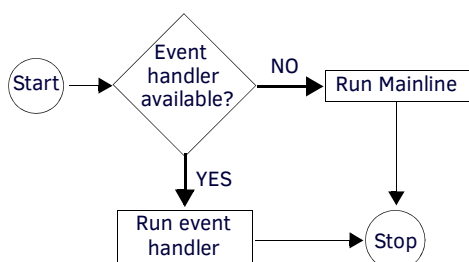 Start
Event
handler
available?
NO
Run Mainline
YES
Run event
handler
Stop